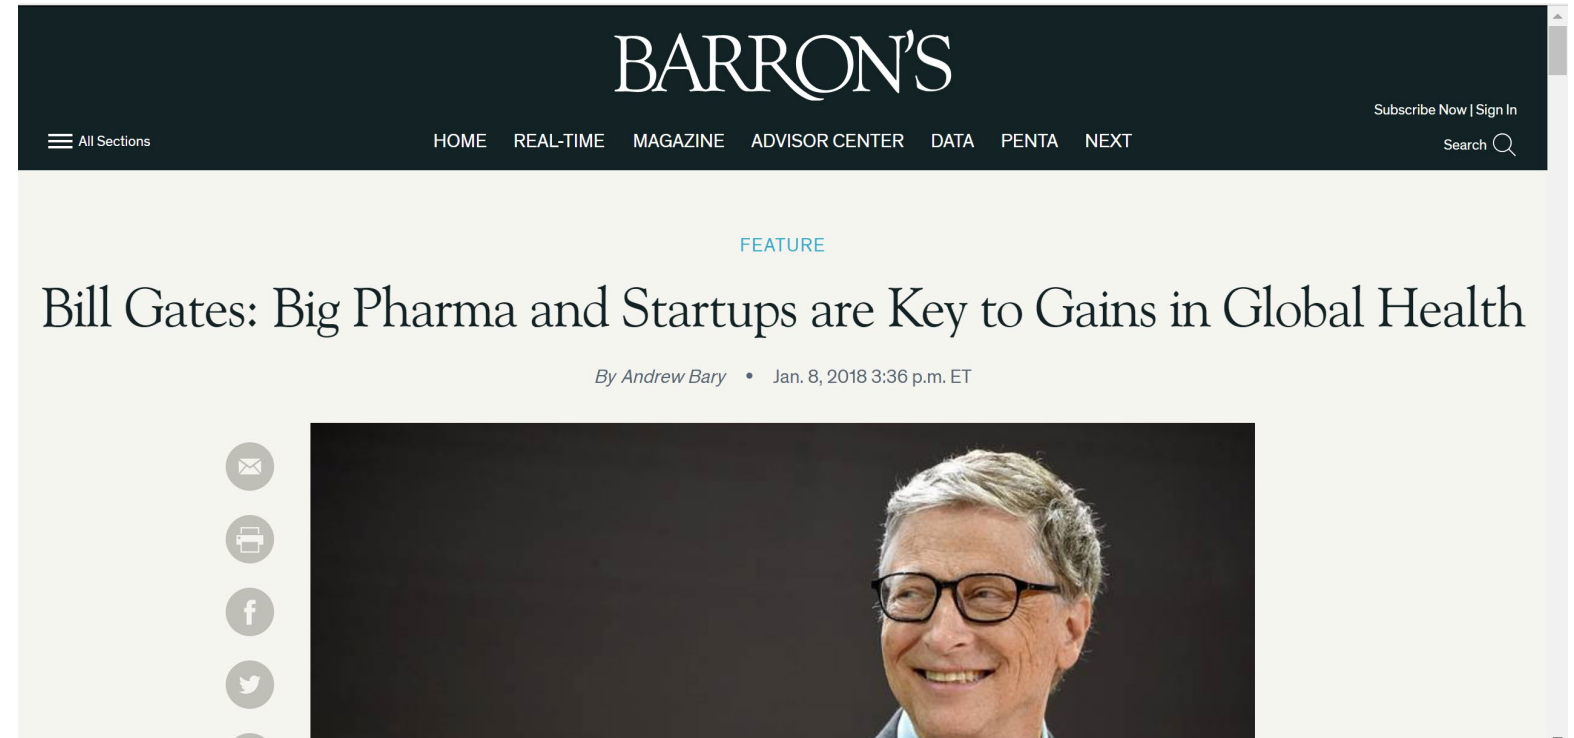 BARRON'S
Subscribe Now | Sign In
All Sections
HOME REAL-TIME MAGAZINE ADVISOR CENTER DATA PENTA NEXT
Search
FEATURE
Bill Gates: Big Pharma and Startups are Key to Gains in Global Health
By Andrew Bary • Jan. 8, 2018 3:36 p.m. ET